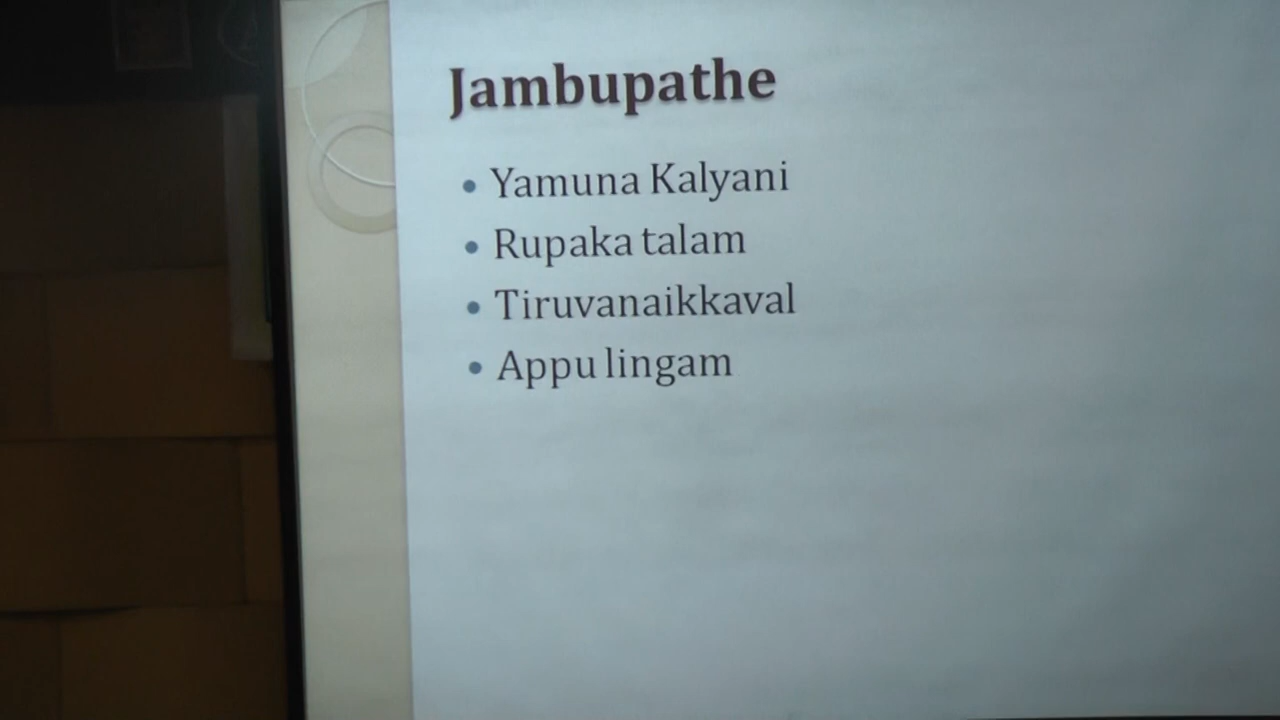 Jambupathe
• Yamuna Kalyani
• Rupaka talam
• Tiruvanaikkaval
• Appu lingam